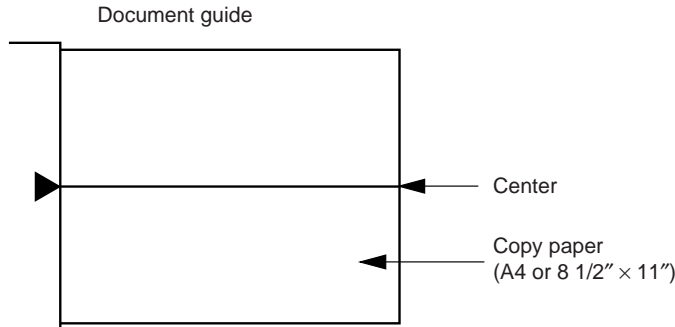 Document guide
Center
Copy paper
(A4 or 8 1/2″ × 11″)